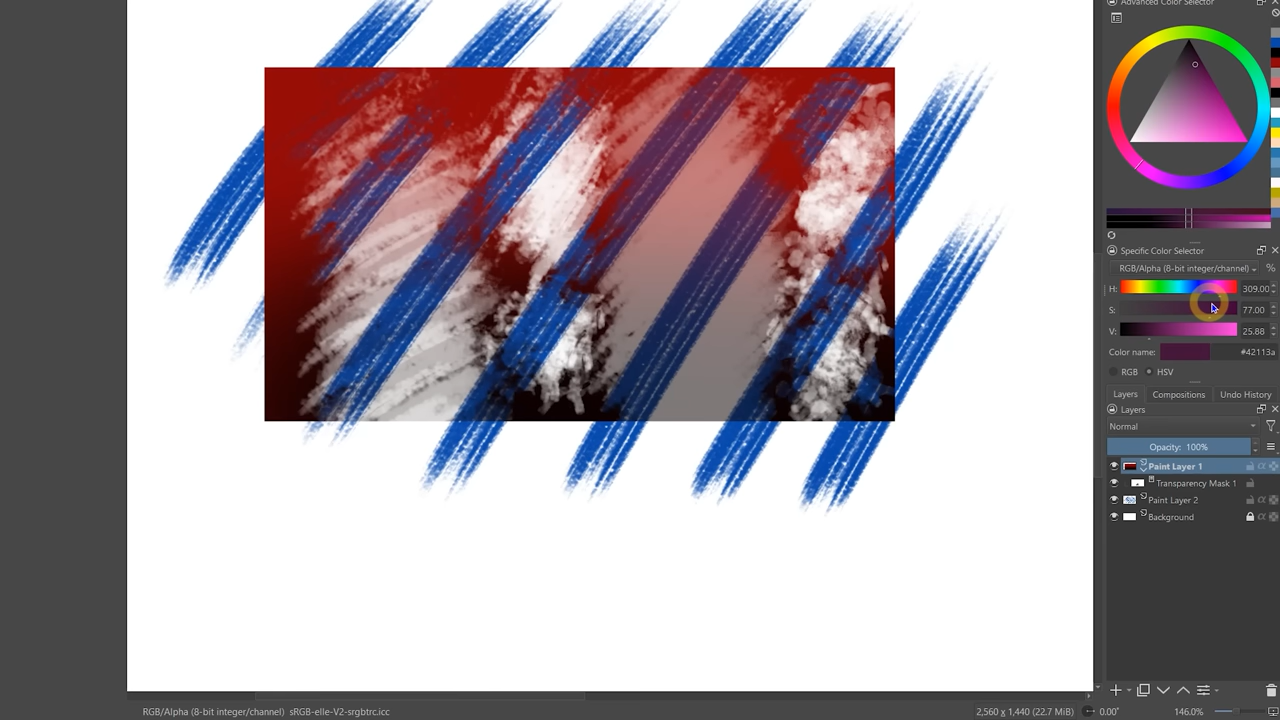 Advanced Color Selector
Specific Color Selector
RGB/Alpha (8-bit integer/channel) %
H: 309.00
S: 77.00
V: 25.88
Color name: #42113a
RGB HSV
Layers Compositions Undo History
Layers
Normal
Opacity: 100%
Paint Layer 1
Transparency Mask 1
Paint Layer 2
Background
RGB/Alpha (8-bit integer/channel) sRGB-elle-V2-srgbtrc.icc 2,560 x 1,440 (22.7 MiB) 0.00° 146.0%